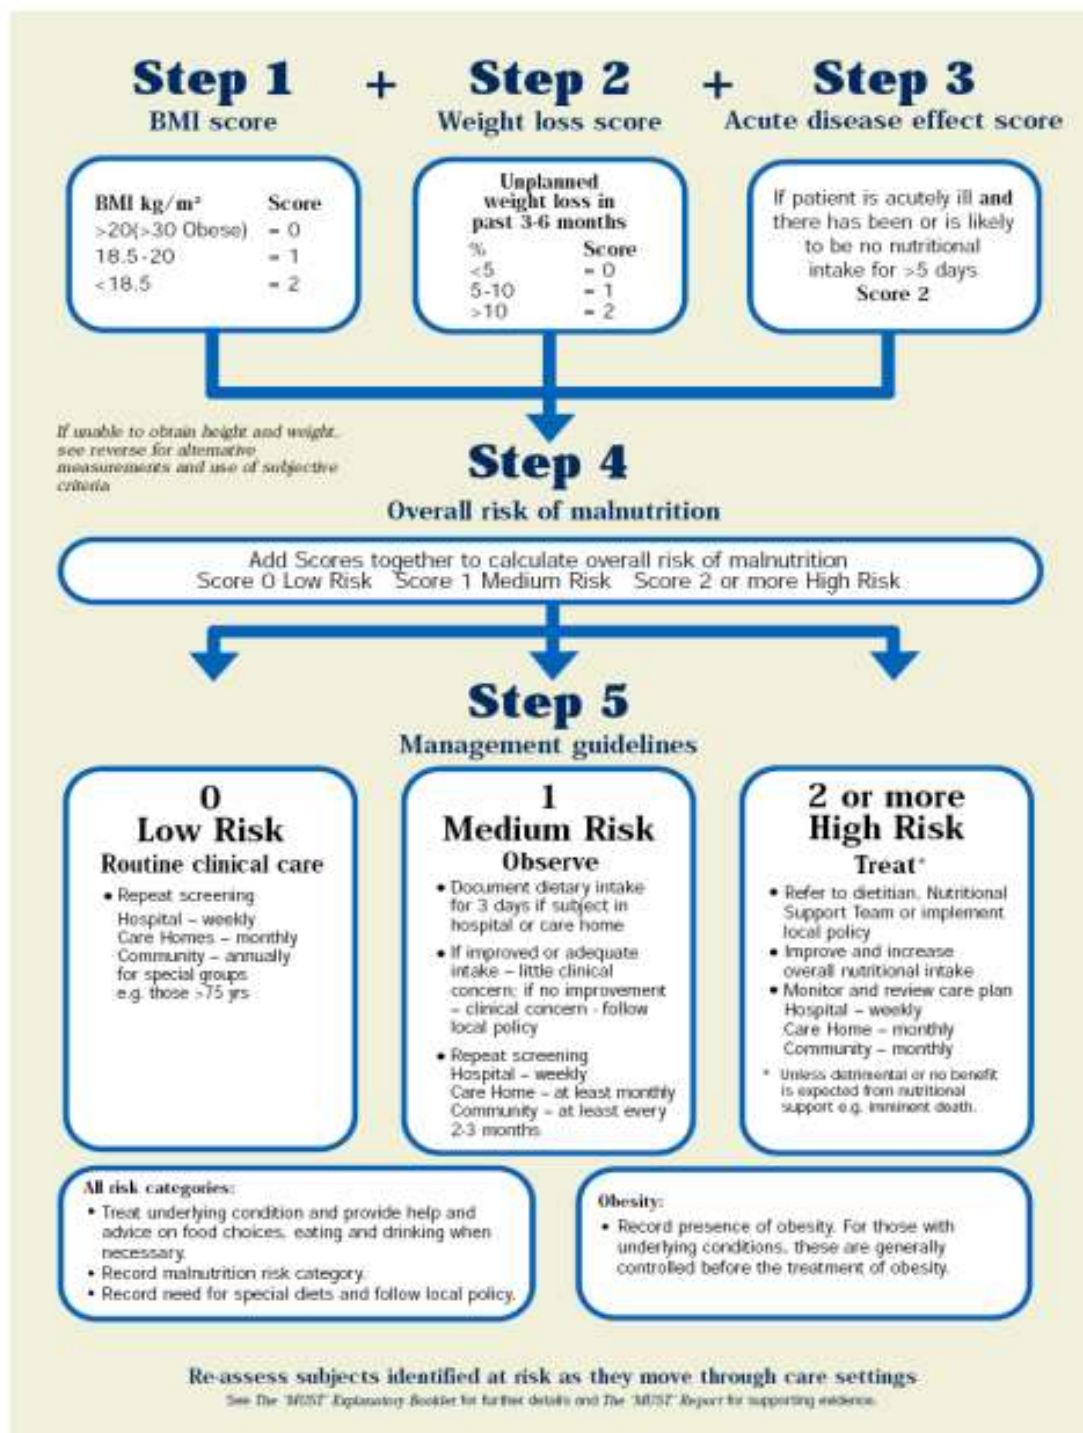 Step 1 + Step 2 + Step 3
BMI score
Weight loss score
Acute disease effect score
BMI kg/m² Score
>20(>30 Obese) = 0
18.5-20 = 1
<18.5 = 2
Unplanned
weight loss in
past 3-6 months
% Score
<5 = 0
5-10 = 1
>10 = 2
If patient is acutely ill and
there has been or is likely
to be no nutritional
intake for >5 days
Score 2
If unable to obtain height and weight,
see reverse for alternative
measurements and use of subjective
criteria
Step 4
Overall risk of malnutrition
Add Scores together to calculate overall risk of malnutrition
Score 0 Low Risk Score 1 Medium Risk Score 2 or more High Risk
Step 5
Management guidelines
0
Low Risk
Routine clinical care
• Repeat screening
Hospital – weekly
Care Homes – monthly
Community – annually
for special groups
e.g. those >75 yrs
1
Medium Risk
Observe
• Document dietary intake
for 3 days if subject in
hospital or care home
• If improved or adequate
intake – little clinical
concern; if no improvement
– clinical concern - follow
local policy
• Repeat screening
Hospital – weekly
Care Home – at least monthly
Community – at least every
2-3 months
2 or more
High Risk
Treat*
• Refer to dietitian, Nutritional
Support Team or implement
local policy
• Improve and increase
overall nutritional intake
• Monitor and review care plan
Hospital – weekly
Care Home – monthly
Community – monthly
* Unless detrimental or no benefit
is expected from nutritional
support e.g. imminent death.
All risk categories:
• Treat underlying condition and provide help and
advice on food choices, eating and drinking when
necessary.
• Record malnutrition risk category.
• Record need for special diets and follow local policy.
Obesity:
• Record presence of obesity. For those with
underlying conditions, these are generally
controlled before the treatment of obesity.
Re-assess subjects identified at risk as they move through care settings
See The 'MUST' Explanatory Booklet for further details and The 'MUST' Report for supporting evidence.